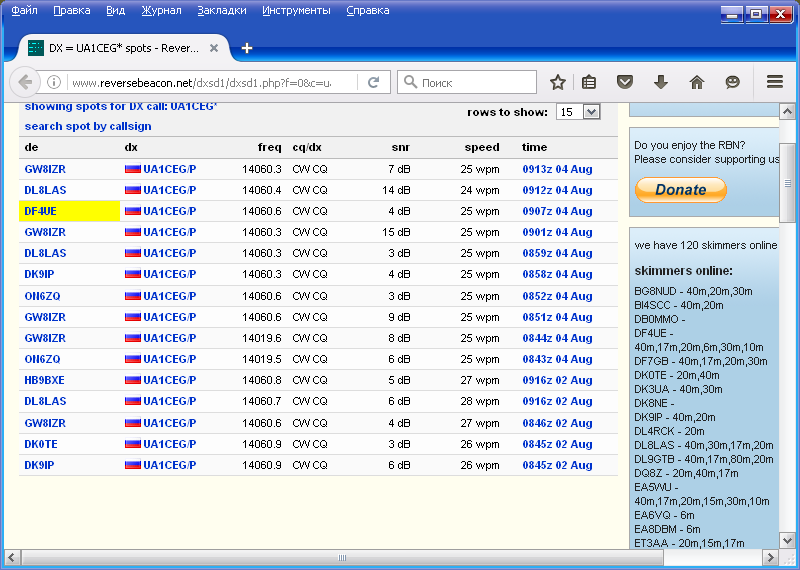 Файл Правка Вид Журнал Закладки Инструменты Справка
DX = UA1CEG* spots - Rever...
www.reversebeacon.net/dxsd1/dxsd1.php?f=0&c=u
Поиск
showing spots for DX call: UA1CEG*
rows to show: 15
search spot by callsign
de dx freq cq/dx snr speed time
GW8IZR UA1CEG/P 14060.3 CW CQ 7 dB 25 wpm 0913z 04 Aug
DL8LAS UA1CEG/P 14060.4 CW CQ 14 dB 24 wpm 0912z 04 Aug
DF4UE UA1CEG/P 14060.6 CW CQ 4 dB 25 wpm 0907z 04 Aug
GW8IZR UA1CEG/P 14060.3 CW CQ 15 dB 25 wpm 0901z 04 Aug
DL8LAS UA1CEG/P 14060.3 CW CQ 3 dB 25 wpm 0859z 04 Aug
DK9IP UA1CEG/P 14060.3 CW CQ 4 dB 25 wpm 0858z 04 Aug
ON6ZQ UA1CEG/P 14060.6 CW CQ 3 dB 25 wpm 0852z 04 Aug
GW8IZR UA1CEG/P 14060.6 CW CQ 9 dB 25 wpm 0851z 04 Aug
GW8IZR UA1CEG/P 14019.6 CW CQ 8 dB 25 wpm 0844z 04 Aug
ON6ZQ UA1CEG/P 14019.5 CW CQ 6 dB 25 wpm 0843z 04 Aug
HB9BXE UA1CEG/P 14060.8 CW CQ 5 dB 27 wpm 0916z 02 Aug
DL8LAS UA1CEG/P 14060.7 CW CQ 6 dB 28 wpm 0916z 02 Aug
GW8IZR UA1CEG/P 14060.6 CW CQ 4 dB 27 wpm 0846z 02 Aug
DK0TE UA1CEG/P 14060.9 CW CQ 3 dB 26 wpm 0845z 02 Aug
DK9IP UA1CEG/P 14060.9 CW CQ 6 dB 26 wpm 0845z 02 Aug
Do you enjoy the RBN?
Please consider supporting us
Donate
we have 120 skimmers online
skimmers online:
BG8NUD - 40m,20m,30m
BI4SCC - 40m,20m
DB0MMO -
DF4UE -
40m,17m,20m,6m,30m,10m
DF7GB - 40m,17m,20m,30m
DK0TE - 20m,40m
DK3UA - 40m,30m
DK8NE -
DK9IP - 40m,20m
DL4RCK - 20m
DL8LAS - 40m,30m,17m,20m
DL9GTB - 40m,17m,80m,20m
DQ8Z - 20m,40m,17m
EA5WU -
40m,17m,20m,15m,30m,10m
EA6VQ - 6m
EA8DBM - 6m
ET3AA - 20m,15m,17m